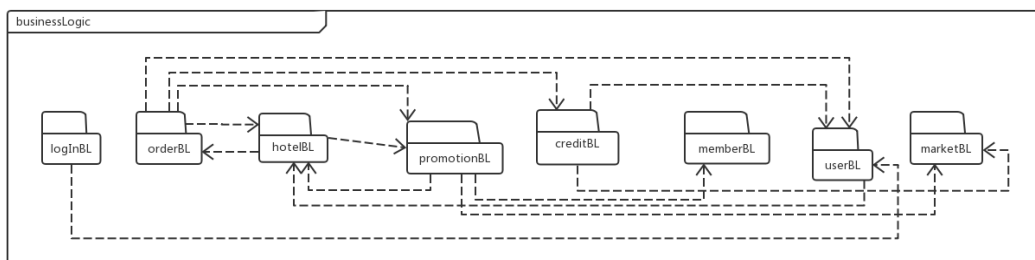 businessLogic
logInBL
orderBL
hotelBL
promotionBL
creditBL
memberBL
userBL
marketBL